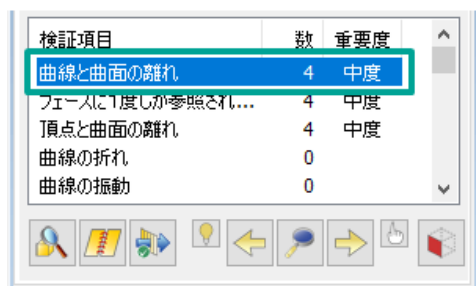 検証項目 数 重要度
曲線と曲面の離れ 4 中度
フェースに1度しか参照され... 4 中度
頂点と曲面の離れ 4 中度
曲線の折れ 0
曲線の振動 0